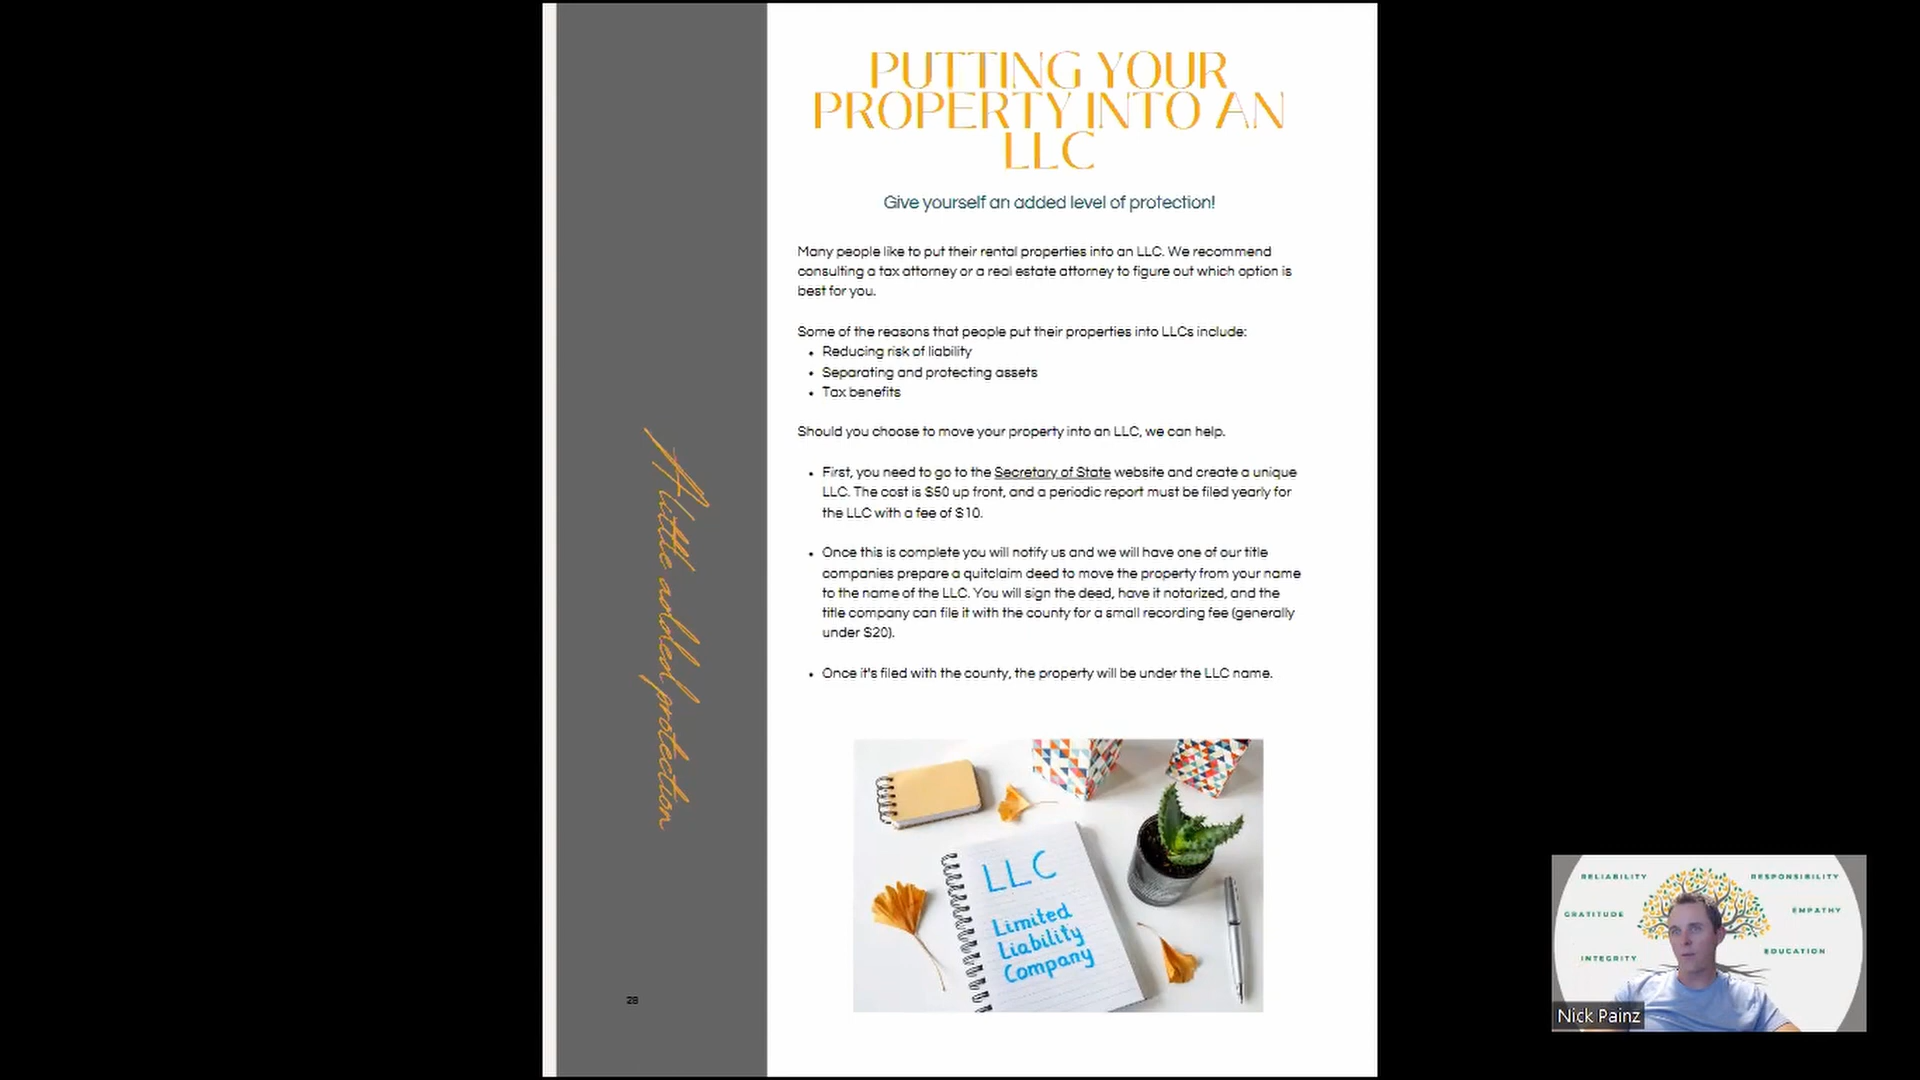 PUTTING YOUR
PROPERTY INTO AN
LLC
Give yourself an added level of protection!
Many people like to put their rental properties into an LLC. We recommend
consulting a tax attorney or a real estate attorney to figure out which option is
best for you.
Some of the reasons that people put their properties into LLCs include:
• Reducing risk of liability
• Separating and protecting assets
• Tax benefits
Should you choose to move your property into an LLC, we can help.
• First, you need to go to the Secretary of State website and create a unique
LLC. The cost is $50 up front, and a periodic report must be filed yearly for
the LLC with a fee of $10.
• Once this is complete you will notify us and we will have one of our title
companies prepare a quitclaim deed to move the property from your name
to the name of the LLC. You will sign the deed, have it notarized, and the
title company can file it with the county for a small recording fee (generally
under $20).
• Once it's filed with the county, the property will be under the LLC name.
A little added protection
LLC
Limited
Liability
Company
28
RELIABILITY
RESPONSIBILITY
GRATITUDE
EMPATHY
INTEGRITY
EDUCATION
Nick Painz